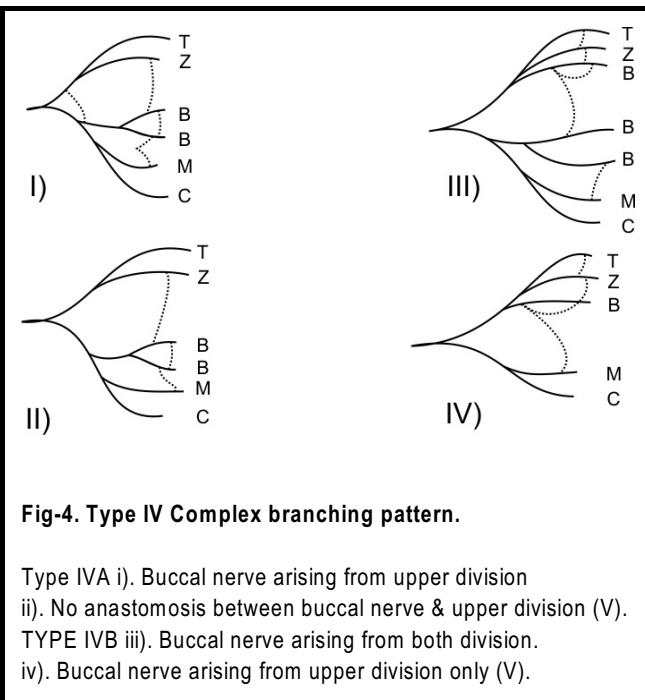 T
Z
B
B
M
C
I)
T
Z
B
B
M
C
III)
T
Z
B
B
M
C
II)
T
Z
B
M
C
IV)
Fig-4. Type IV Complex branching pattern.
Type IVA i). Buccal nerve arising from upper division
ii). No anastomosis between buccal nerve & upper division (V).
TYPE IVB iii). Buccal nerve arising from both division.
iv). Buccal nerve arising from upper division only (V).